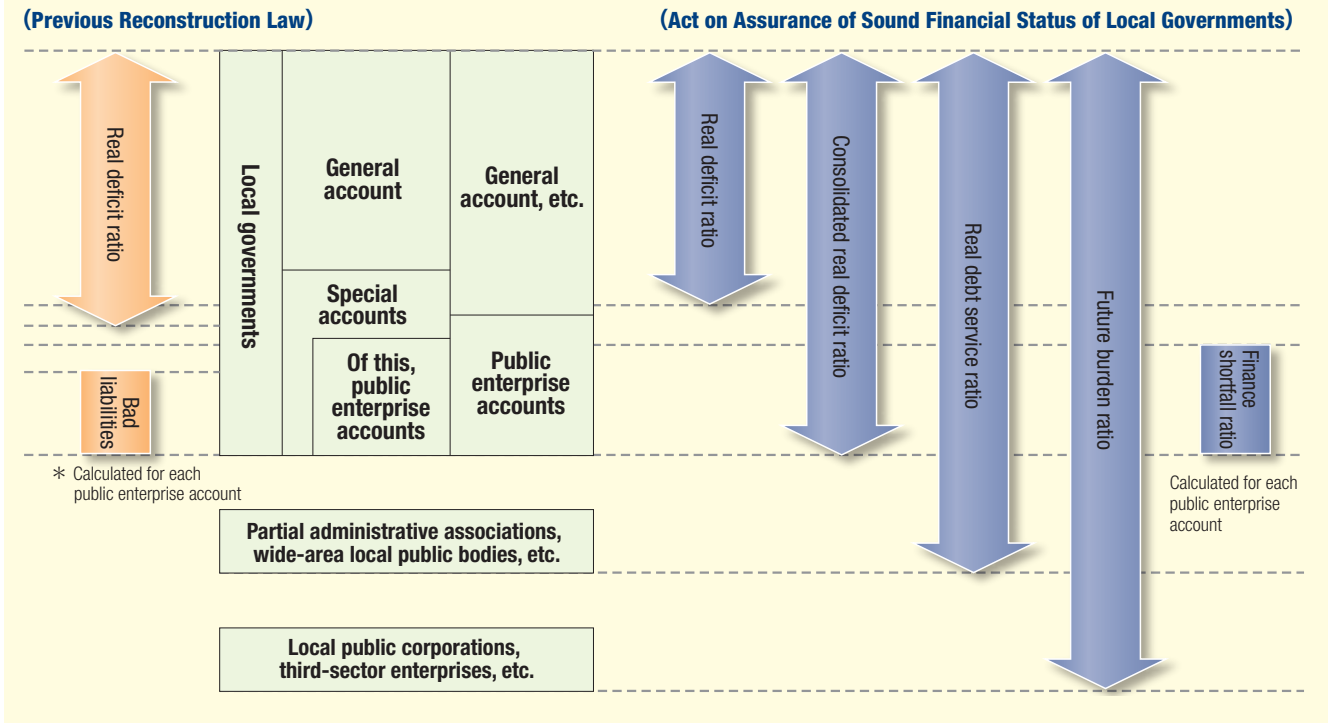 (Previous Reconstruction Law)
(Act on Assurance of Sound Financial Status of Local Governments)
Real deficit ratio
Bad
liabilities
* Calculated for each
public enterprise account
Local governments
General
account
Special
accounts
Of this,
public
enterprise
accounts
General
account, etc.
Public
enterprise
accounts
Partial administrative associations,
wide-area local public bodies, etc.
Local public corporations,
third-sector enterprises, etc.
Real deficit ratio
Consolidated real deficit ratio
Real debt service ratio
Future burden ratio
Finance
shortfall ratio
Calculated for each
public enterprise
account